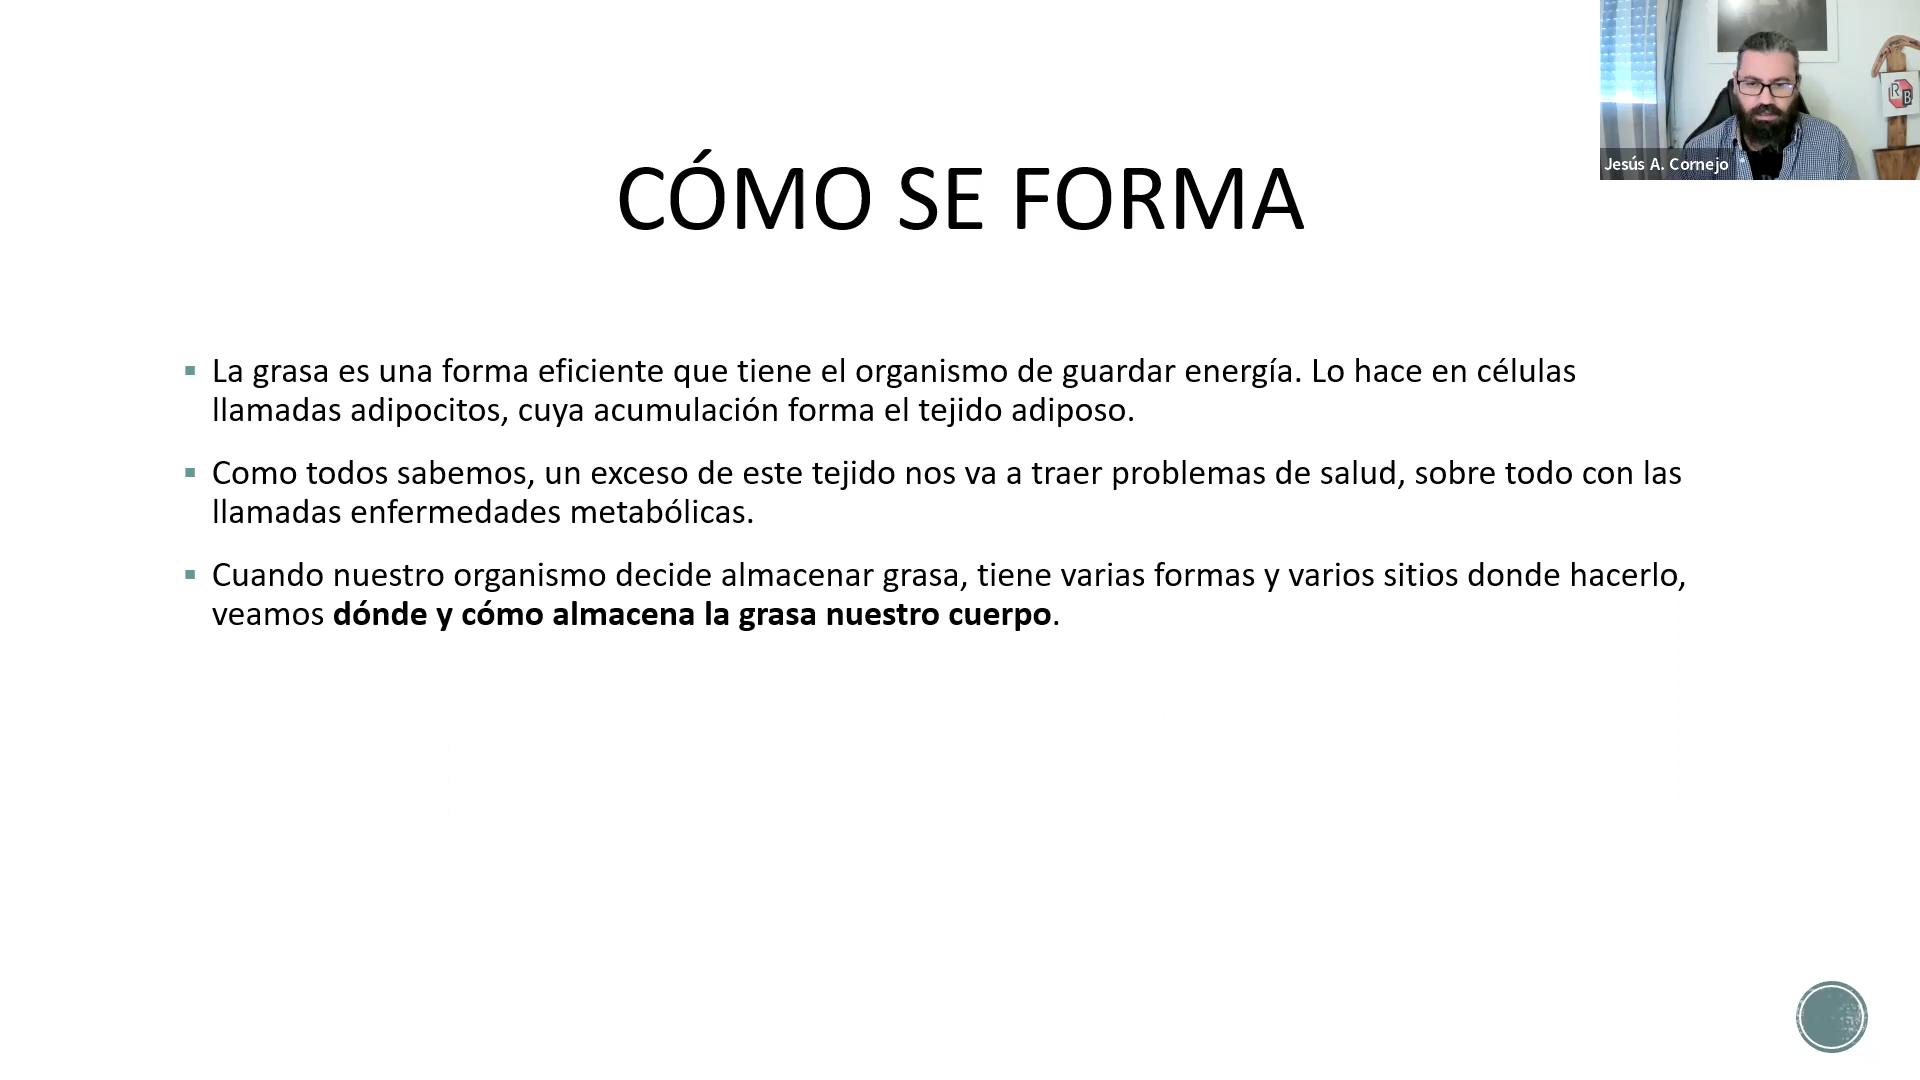 Jesús A. Cornejo
R
B
CÓMO SE FORMA
La grasa es una forma eficiente que tiene el organismo de guardar energía. Lo hace en células
llamadas adipocitos, cuya acumulación forma el tejido adiposo.
Como todos sabemos, un exceso de este tejido nos va a traer problemas de salud, sobre todo con las
llamadas enfermedades metabólicas.
Cuando nuestro organismo decide almacenar grasa, tiene varias formas y varios sitios donde hacerlo,
veamos dónde y cómo almacena la grasa nuestro cuerpo.